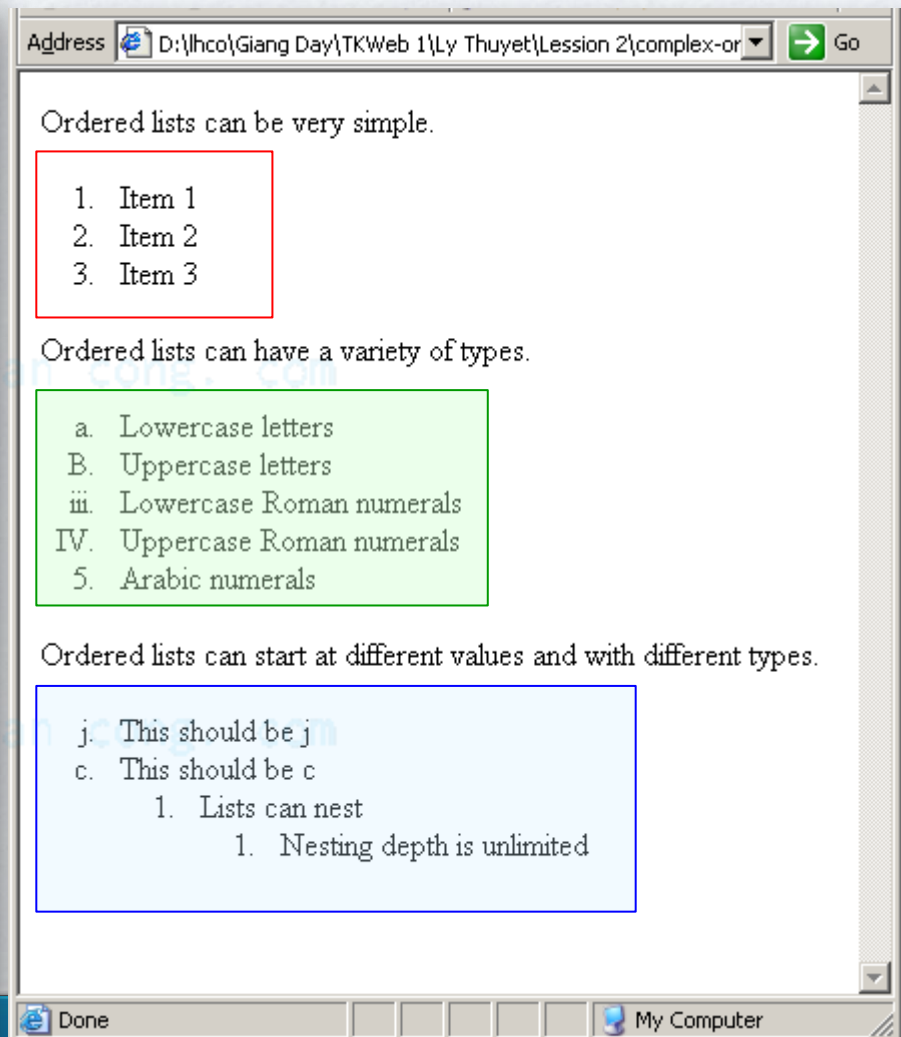 Address D:\lhco\Giang Day\TKWeb 1\Ly Thuyet\Lession 2\complex-or Go
Ordered lists can be very simple.
1. Item 1
2. Item 2
3. Item 3
Ordered lists can have a variety of types.
an cong. com
a. Lowercase letters
B. Uppercase letters
iii. Lowercase Roman numerals
IV. Uppercase Roman numerals
5. Arabic numerals
Ordered lists can start at different values and with different types.
j. This should be j
c. This should be c
1. Lists can nest
1. Nesting depth is unlimited
Done My Computer